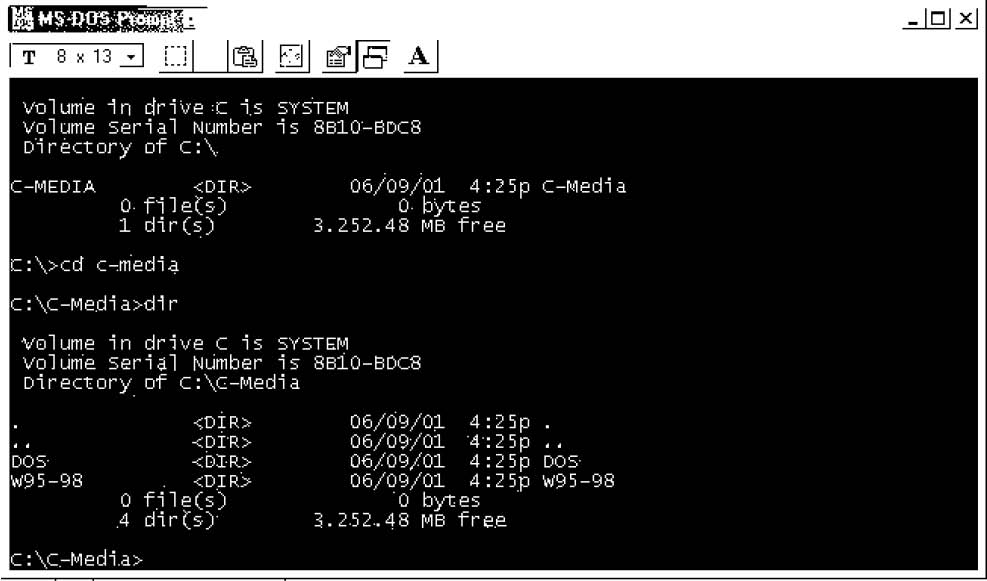 MS-DOS Prompt
T 8 x 13 A
Volume in drive C is SYSTEM
Volume Serial Number is 8B10-BDC8
Directory of C:\
C-MEDIA <DIR> 06/09/01 4:25p C-Media
0 file(s) 0 bytes
1 dir(s) 3.252.48 MB free
C:\>cd c-media
C:\C-Media>dir
Volume in drive C is SYSTEM
Volume Serial Number is 8B10-BDC8
Directory of C:\C-Media
. <DIR> 06/09/01 4:25p .
.. <DIR> 06/09/01 4:25p ..
DOS <DIR> 06/09/01 4:25p DOS
W95-98 <DIR> 06/09/01 4:25p W95-98
0 file(s) 0 bytes
4 dir(s) 3.252.48 MB free
C:\C-Media>